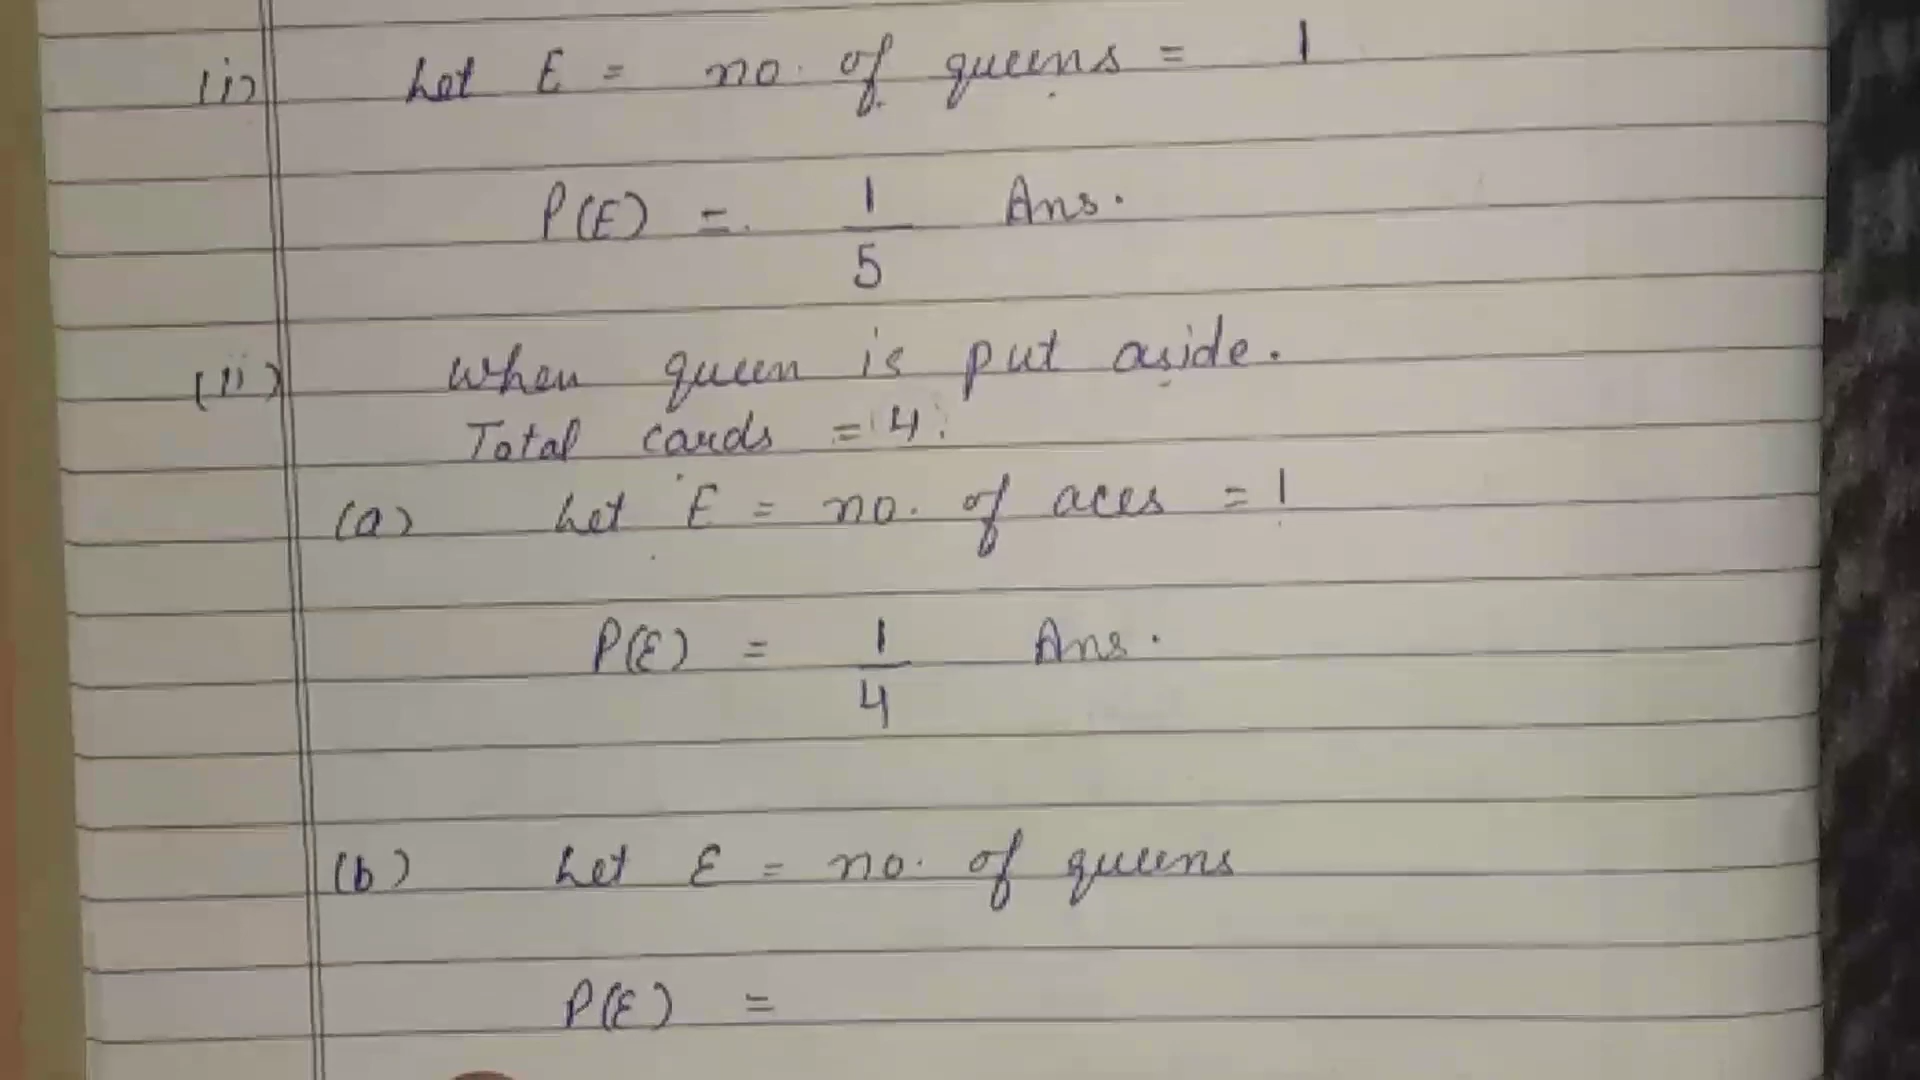 (i) Let E = no. of queens = 1
P(E) = 1/5 Ans.
(ii) When queen is put aside.
Total cards = 4.
(a) Let E = no. of aces = 1
P(E) = 1/4 Ans.
(b) Let E = no. of queens
P(E) =